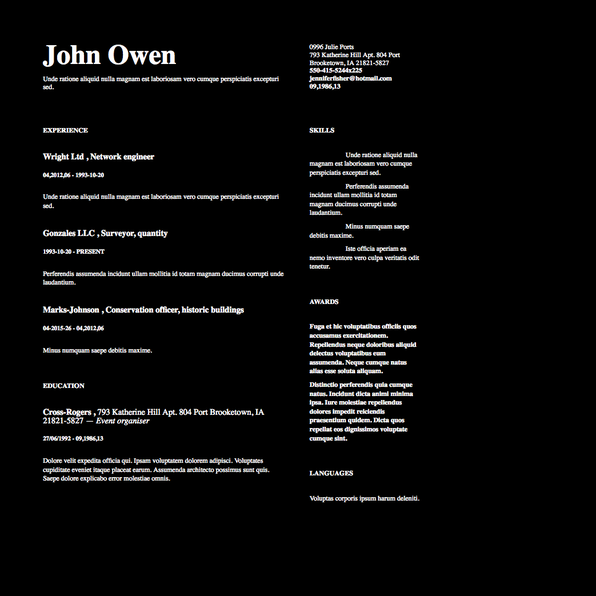 John Owen
Unde ratione aliquid nulla magnam est laboriosam vero cumque perspiciatis excepturi
sed.
0996 Julie Ports
793 Katherine Hill Apt. 804 Port
Brooketown, IA 21821-5827
550-415-5244x225
jenniferfisher@hotmail.com
09,1986,13
EXPERIENCE
Wright Ltd , Network engineer
04,2012,06 - 1993-10-20
Unde ratione aliquid nulla magnam est laboriosam vero cumque perspiciatis excepturi
sed.
Gonzales LLC , Surveyor, quantity
1993-10-20 - PRESENT
Perferendis assumenda incidunt ullam mollitia id totam magnam ducimus corrupti unde
laudantium.
Marks-Johnson , Conservation officer, historic buildings
04-2015-26 - 04,2012,06
Minus numquam saepe debitis maxime.
EDUCATION
Cross-Rogers , 793 Katherine Hill Apt. 804 Port Brooketown, IA
21821-5827 — Event organiser
27/06/1992 - 09,1986,13
Dolore velit expedita officia qui. Ipsam voluptatem dolorem adipisci. Voluptates
cupiditate eveniet itaque placeat earum. Assumenda architecto possimus sunt quis.
Saepe dolore explicabo error molestiae omnis.
SKILLS
Unde ratione aliquid nulla
magnam est laboriosam vero cumque
perspiciatis excepturi sed.
Perferendis assumenda
incidunt ullam mollitia id totam
magnam ducimus corrupti unde
laudantium.
Minus numquam saepe
debitis maxime.
Iste officia aperiam ea
nemo inventore vero culpa veritatis odit
tenetur.
AWARDS
Fuga et hic voluptatibus officiis quos
accusamus exercitationem.
Repellendus neque doloribus aliquid
delectus voluptatibus eum
assumenda. Neque cumque natus
alias esse soluta aliquam.
Distinctio perferendis quia cumque
natus. Incidunt dicta animi minima
ipsa. Iure molestiae repellendus
dolores impedit reiciendis
praesentium quidem. Dicta quos
repellat eos dignissimos voluptate
cumque sint.
LANGUAGES
Voluptas corporis ipsum harum deleniti.